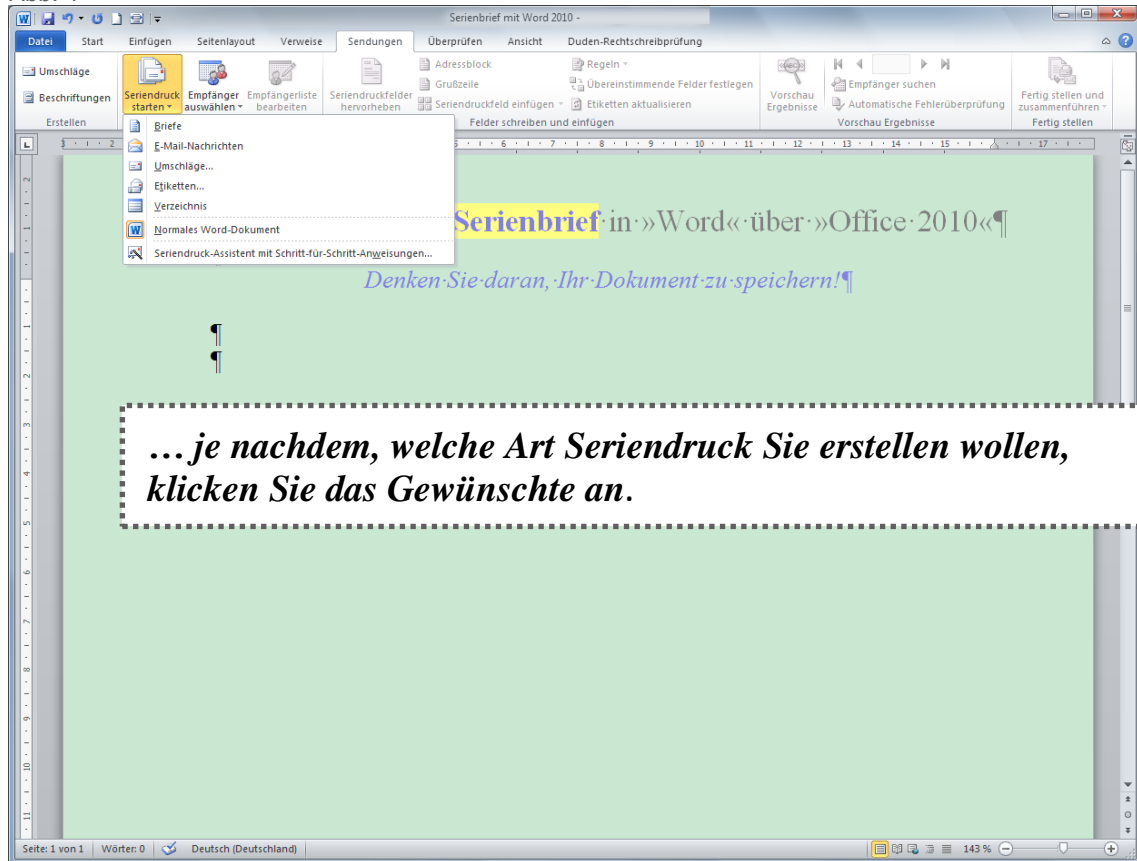 Serienbrief mit Word 2010 -
Datei Start Einfügen Seitenlayout Verweise Sendungen Überprüfen Ansicht Duden-Rechtschreibprüfung
Umschläge
Beschriftungen
Erstellen
Seriendruck starten
Empfänger auswählen
Empfängerliste bearbeiten
Seriendruckfelder hervorheben
Adressblock
Grußzeile
Seriendruckfeld einfügen
Regeln
Übereinstimmende Felder festlegen
Etiketten aktualisieren
Felder schreiben und einfügen
Vorschau Ergebnisse
Empfänger suchen
Automatische Fehlerüberprüfung
Vorschau Ergebnisse
Fertig stellen und zusammenführen
Fertig stellen
Briefe
E-Mail-Nachrichten
Umschläge...
Etiketten...
Verzeichnis
Normales Word-Dokument
Seriendruck-Assistent mit Schritt-für-Schritt-Anweisungen...
Serienbrief·in·»Word«·über·»Office·2010«¶
Denken·Sie·daran,·Ihr·Dokument·zu·speichern!¶
¶
¶
… je nachdem, welche Art Seriendruck Sie erstellen wollen,
klicken Sie das Gewünschte an.
Seite: 1 von 1 Wörter: 0 Deutsch (Deutschland) 143 %